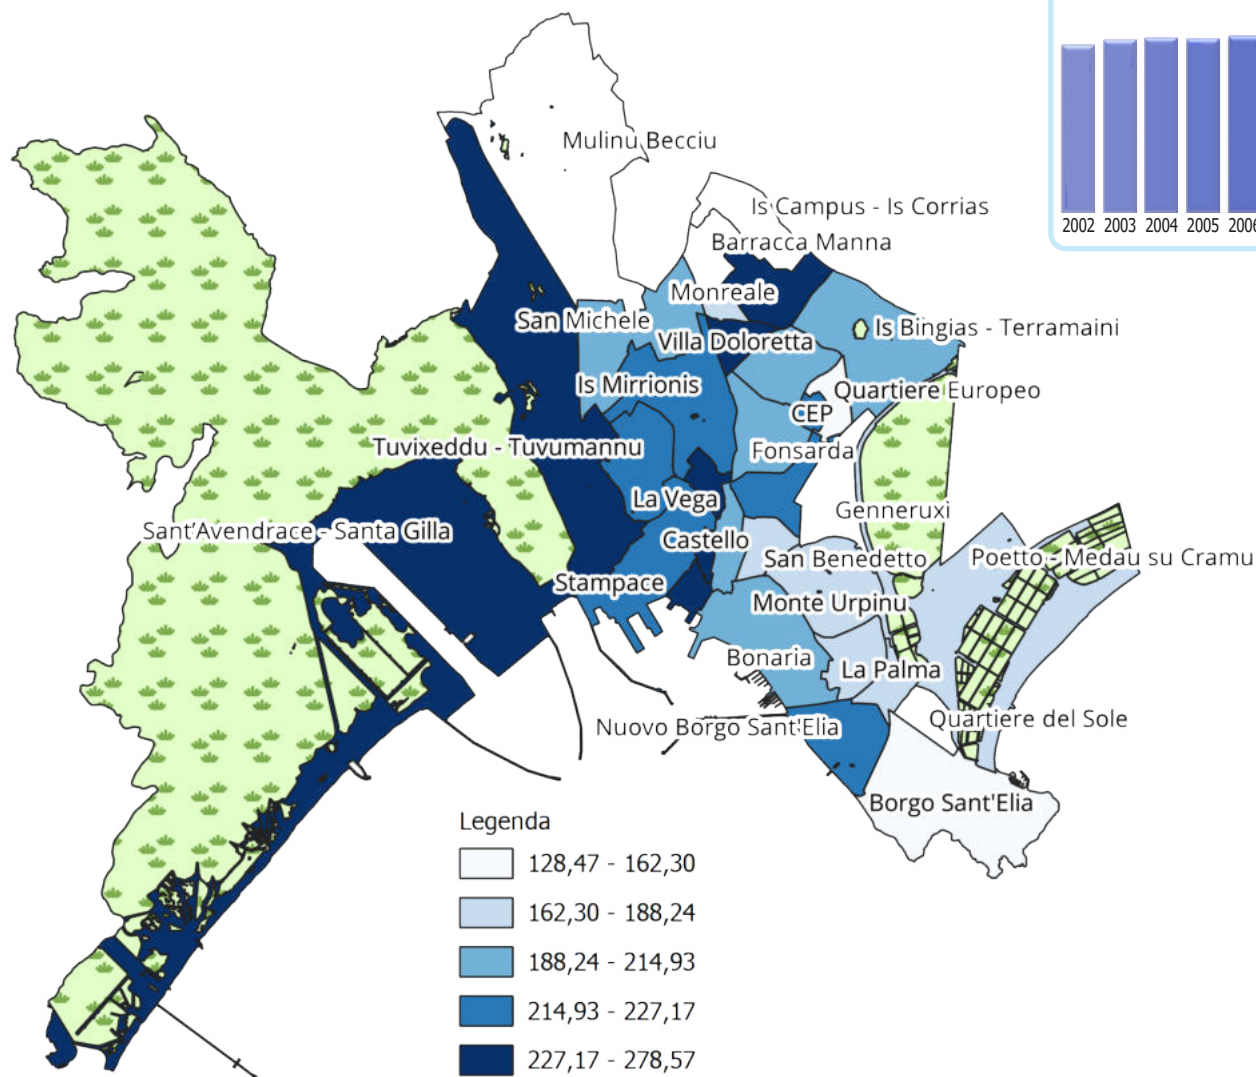 2002 2003 2004 2005 2006
Mulinu Becciu
Is Campus - Is Corrias
Barracca Manna
Monreale
San Michele
Is Bingias - Terramaini
Villa Doloretta
Is Mirrionis
Quartiere Europeo
CEP
Tuvixeddu - Tuvumannu
Fonsarda
La Vega
Genneruxi
Sant'Avendrace - Santa Gilla
Castello
San Benedetto
Poetto - Medau su Cramu
Stampace
Monte Urpinu
Bonaria
La Palma
Quartiere del Sole
Nuovo Borgo Sant'Elia
Borgo Sant'Elia
Legenda
128,47 - 162,30
162,30 - 188,24
188,24 - 214,93
214,93 - 227,17
227,17 - 278,57